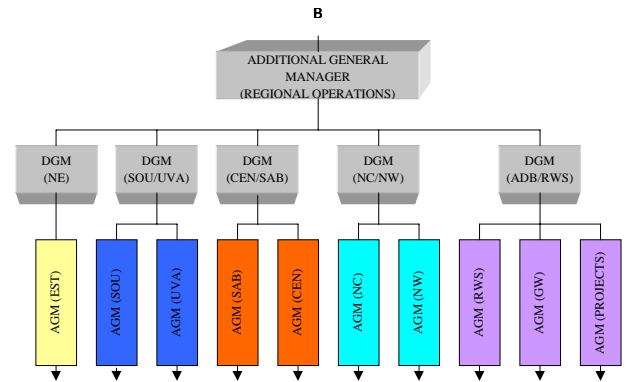 B
ADDITIONAL GENERAL
MANAGER
(REGIONAL OPERATIONS)
DGM
(NE)
DGM
(SOU/UVA)
DGM
(CEN/SAB)
DGM
(NC/NW)
DGM
(ADB/RWS)
AGM (EST)
AGM (SOU)
AGM (UVA)
AGM (SAB)
AGM (CEN)
AGM (NC)
AGM (NW)
AGM (RWS)
AGM (GW)
AGM (PROJECTS)